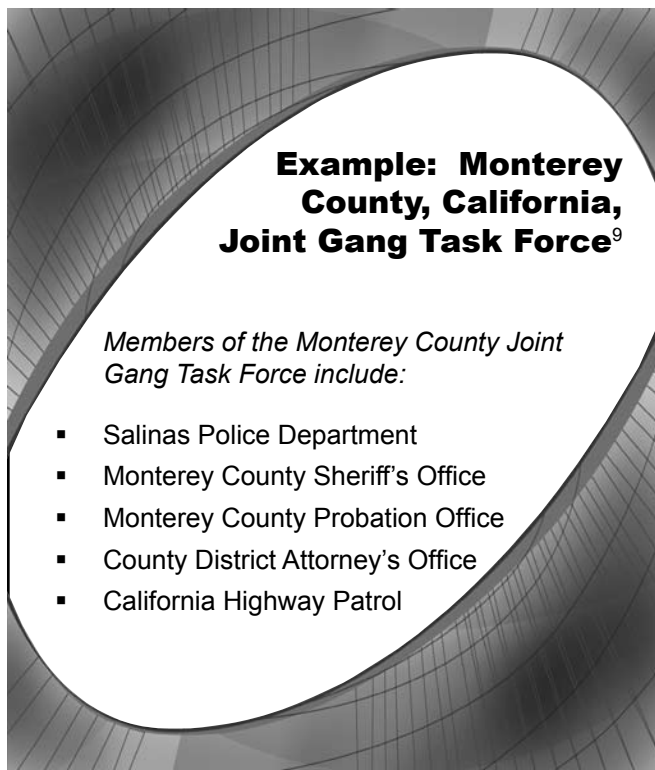 Example:  Monterey
County, California,
Joint Gang Task Force⁹
Members of the Monterey County Joint
Gang Task Force include:
▪ Salinas Police Department
▪ Monterey County Sheriff’s Office
▪ Monterey County Probation Office
▪ County District Attorney’s Office
▪ California Highway Patrol